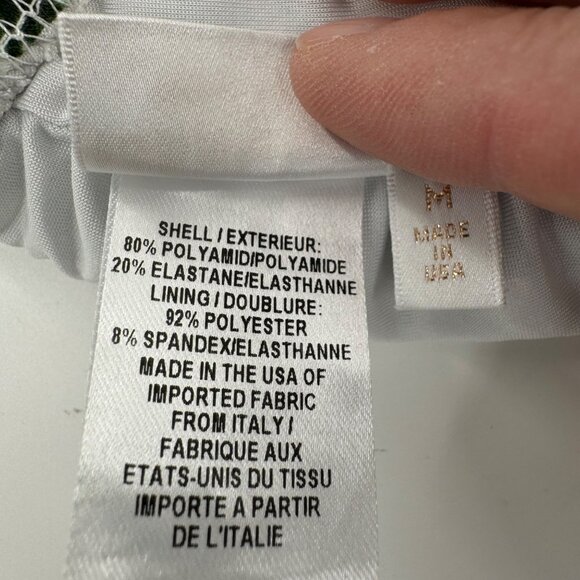 SHELL / EXTERIEUR:
80% POLYAMID/POLYAMIDE
20% ELASTANE/ELASTHANNE
LINING / DOUBLURE:
92% POLYESTER
8% SPANDEX/ELASTHANNE
MADE IN THE USA OF
IMPORTED FABRIC
FROM ITALY /
FABRIQUE AUX
ETATS-UNIS DU TISSU
IMPORTE A PARTIR
DE L'ITALIE
M
MADE
IN
USA